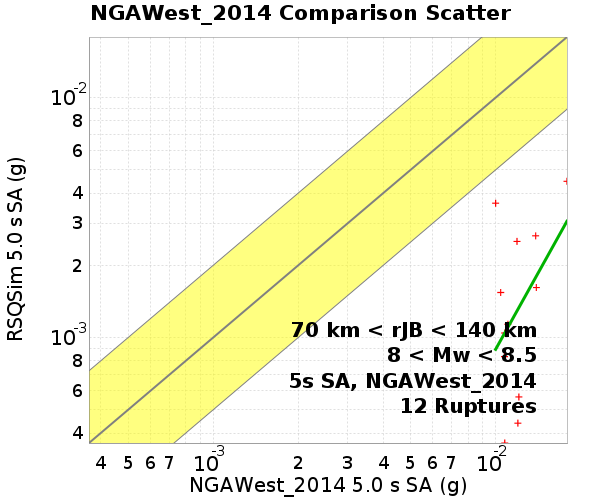 NGAWest_2014 Comparison Scatter
RSQSim 5.0 s SA (g)
10-2
8
6
4
3
2
10-3
8
6
4
70 km < rJB < 140 km
8 < Mw < 8.5
5s SA, NGAWest_2014
12 Ruptures
4 5 6 7 10-3 2 3 4 5 6 7 10-2
NGAWest_2014 5.0 s SA (g)